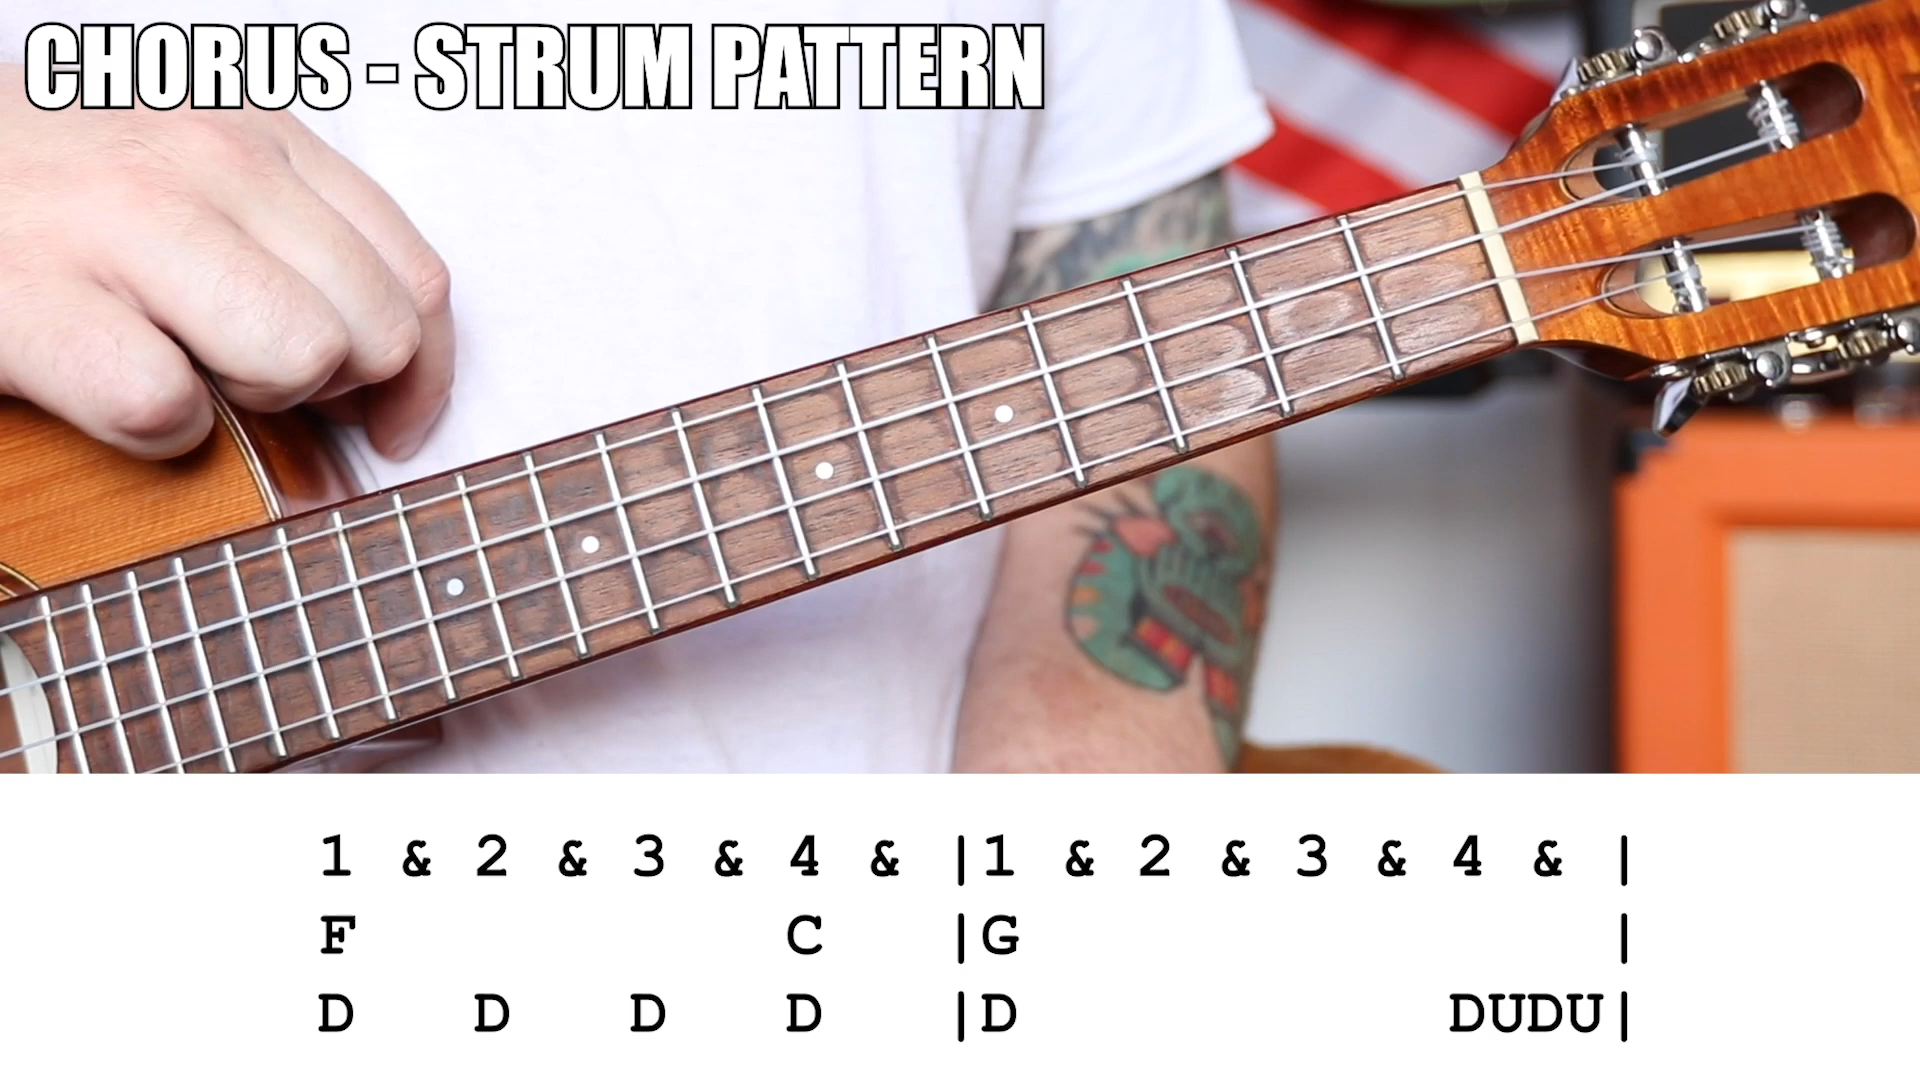 CHORUS - STRUM PATTERN
1 & 2 & 3 & 4 & |1 & 2 & 3 & 4 & |
F C |G |
D D D D |D DUDU|